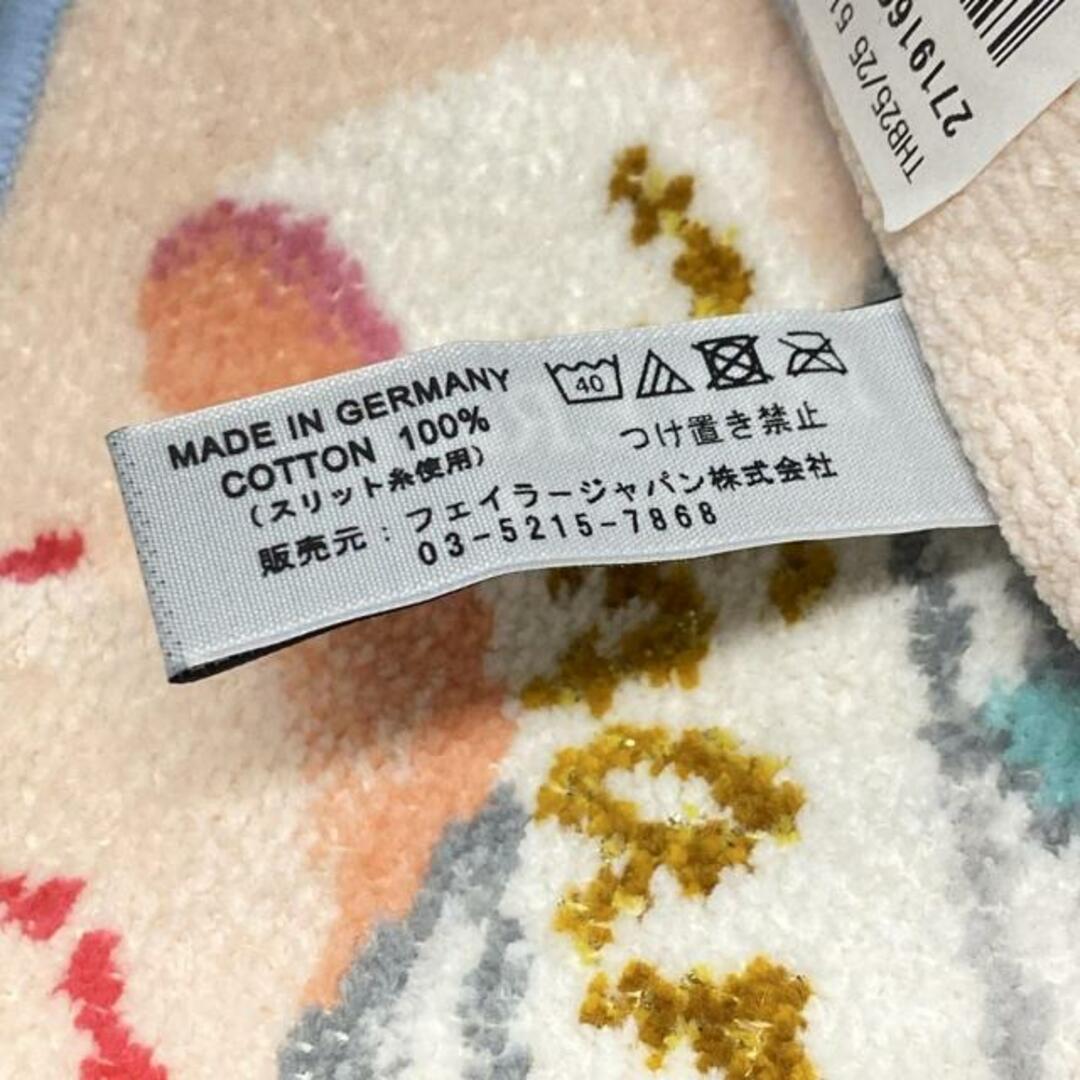 MADE IN GERMANY
COTTON 100%
(スリット糸使用)
40
つけ置き禁止
販売元: フェイラージャパン株式会社
03-5215-7868
THB25/25